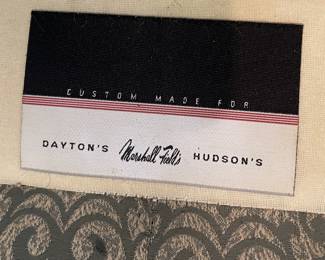 CUSTOM MADE FOR
DAYTON'S Marshall Field's HUDSON'S